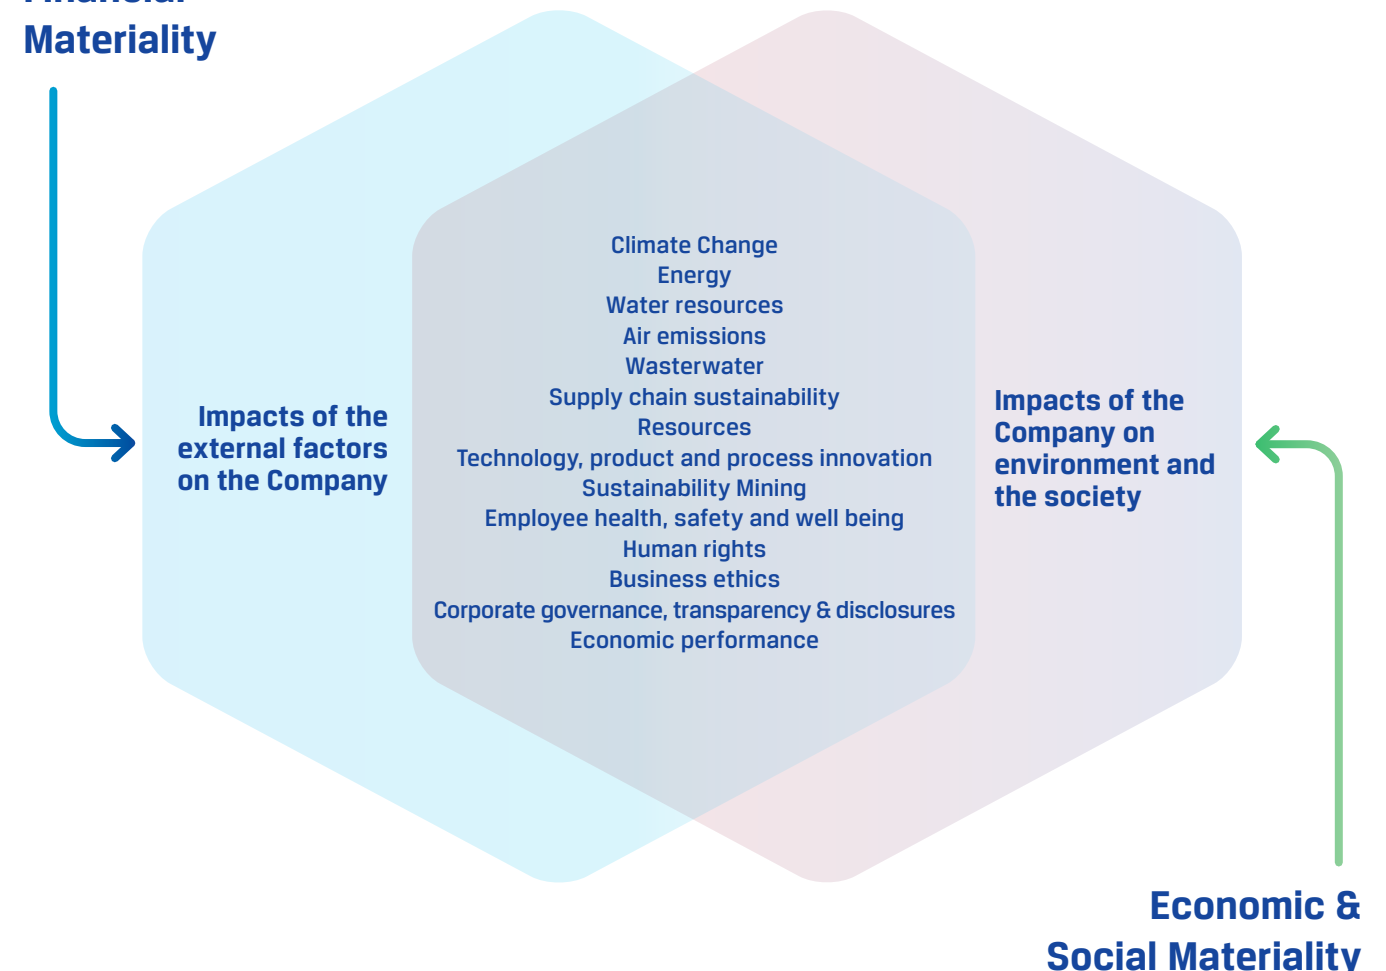 Financial
Materiality
Climate Change
Energy
Water resources
Air emissions
Wasterwater
Supply chain sustainability
Resources
Technology, product and process innovation
Sustainability Mining
Employee health, safety and well being
Human rights
Business ethics
Corporate governance, transparency & disclosures
Economic performance
Impacts of the
external factors
on the Company
Impacts of the
Company on
environment and
the society
Economic &
Social Materiality